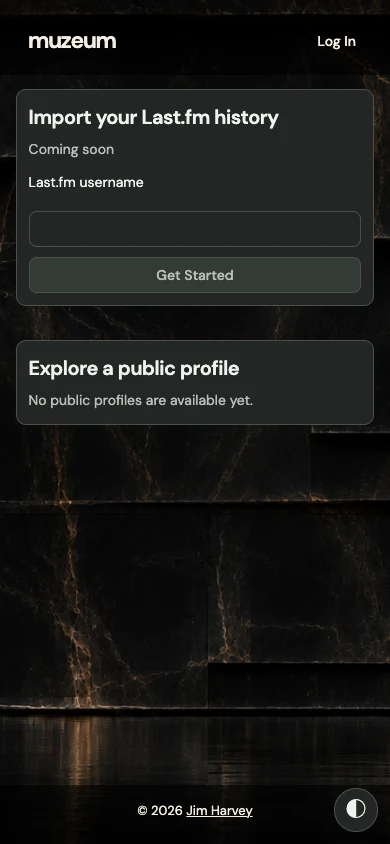 muzeum
Log In
Import your Last.fm history
Coming soon
Last.fm username
Get Started
Explore a public profile
No public profiles are available yet.
© 2026 Jim Harvey